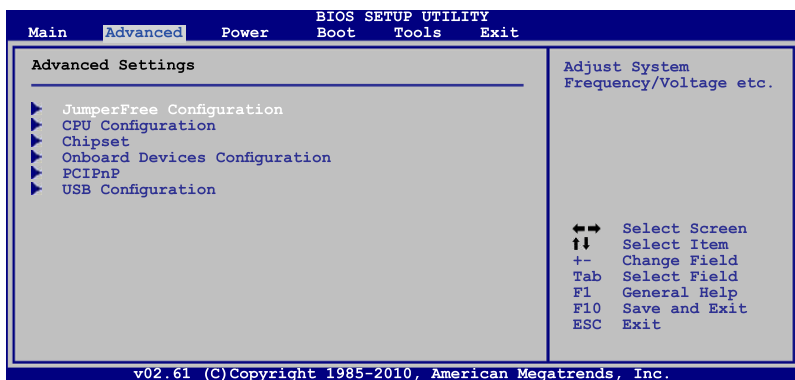 BIOS SETUP UTILITY
Main Advanced Power Boot Tools Exit
Advanced Settings
JumperFree Configuration
CPU Configuration
Chipset
Onboard Devices Configuration
PCIPnP
USB Configuration
Adjust System
Frequency/Voltage etc.
←→ Select Screen
↑↓ Select Item
+- Change Field
Tab Select Field
F1 General Help
F10 Save and Exit
ESC Exit
v02.61 (C)Copyright 1985-2010, American Megatrends, Inc.